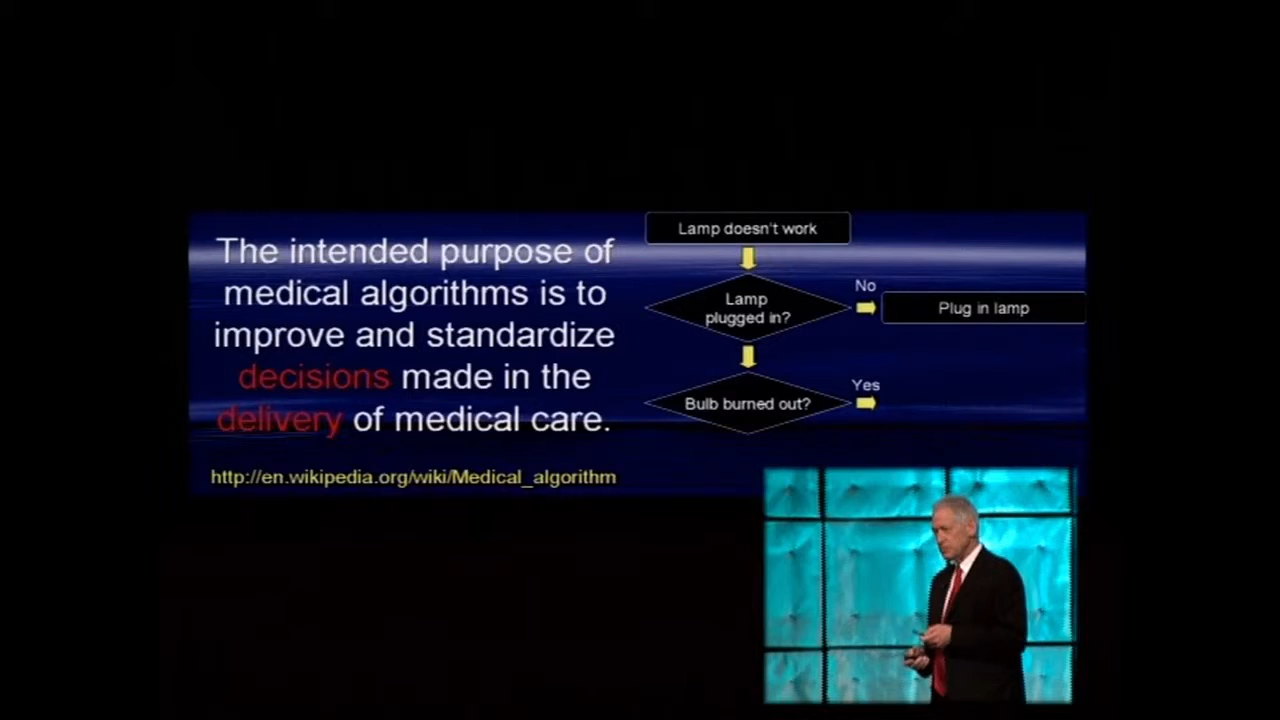 The intended purpose of
medical algorithms is to
improve and standardize
decisions made in the
delivery of medical care.
http://en.wikipedia.org/wiki/Medical_algorithm
Lamp doesn't work
Lamp
plugged in?
No
Plug in lamp
Bulb burned out?
Yes